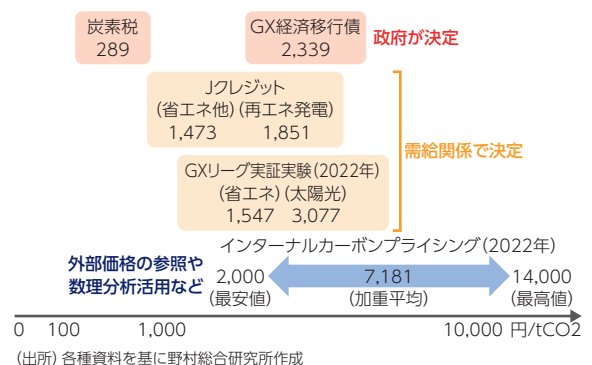 炭素税
289
GX経済移行債
2,339
政府が決定
Jクレジット
(省エネ他)(再エネ発電)
1,473 1,851
需給関係で決定
GXリーグ実証実験(2022年)
(省エネ)(太陽光)
1,547 3,077
インターナルカーボンプライシング(2022年)
外部価格の参照や
数理分析活用など
2,000
(最安値)
7,181
(加重平均)
14,000
(最高値)
0 100 1,000 10,000 円/tCO2
(出所)各種資料を基に野村総合研究所作成